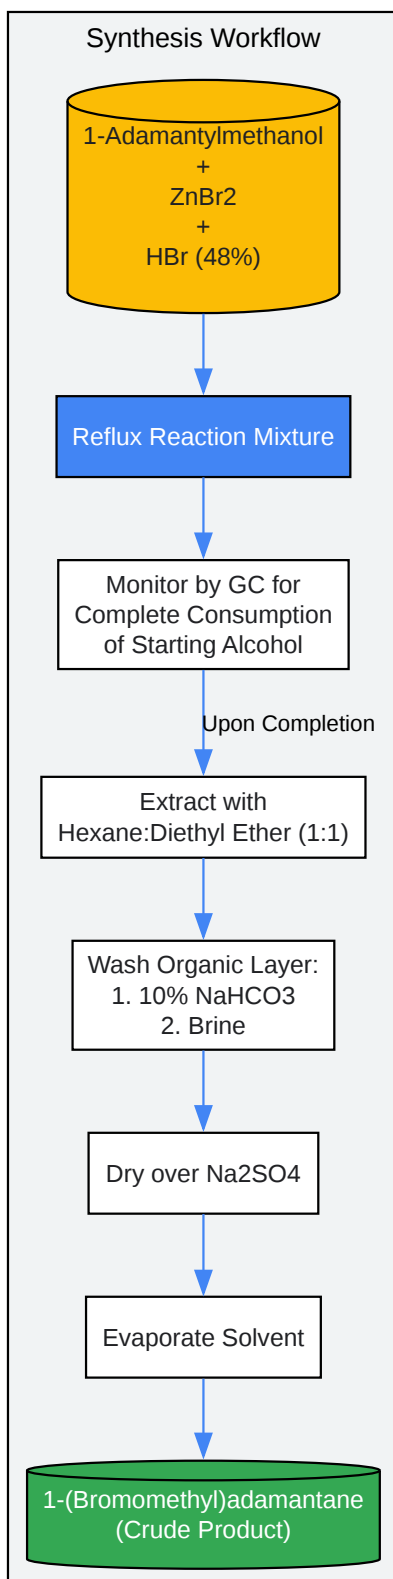 Synthesis Workflow
1-Adamantylmethanol
+
ZnBr2
+
HBr (48%)
Reflux Reaction Mixture
Monitor by GC for
Complete Consumption
of Starting Alcohol
Upon Completion
Extract with
Hexane:Diethyl Ether (1:1)
Wash Organic Layer:
1. 10% NaHCO3
2. Brine
Dry over Na2SO4
Evaporate Solvent
1-(Bromomethyl)adamantane
(Crude Product)